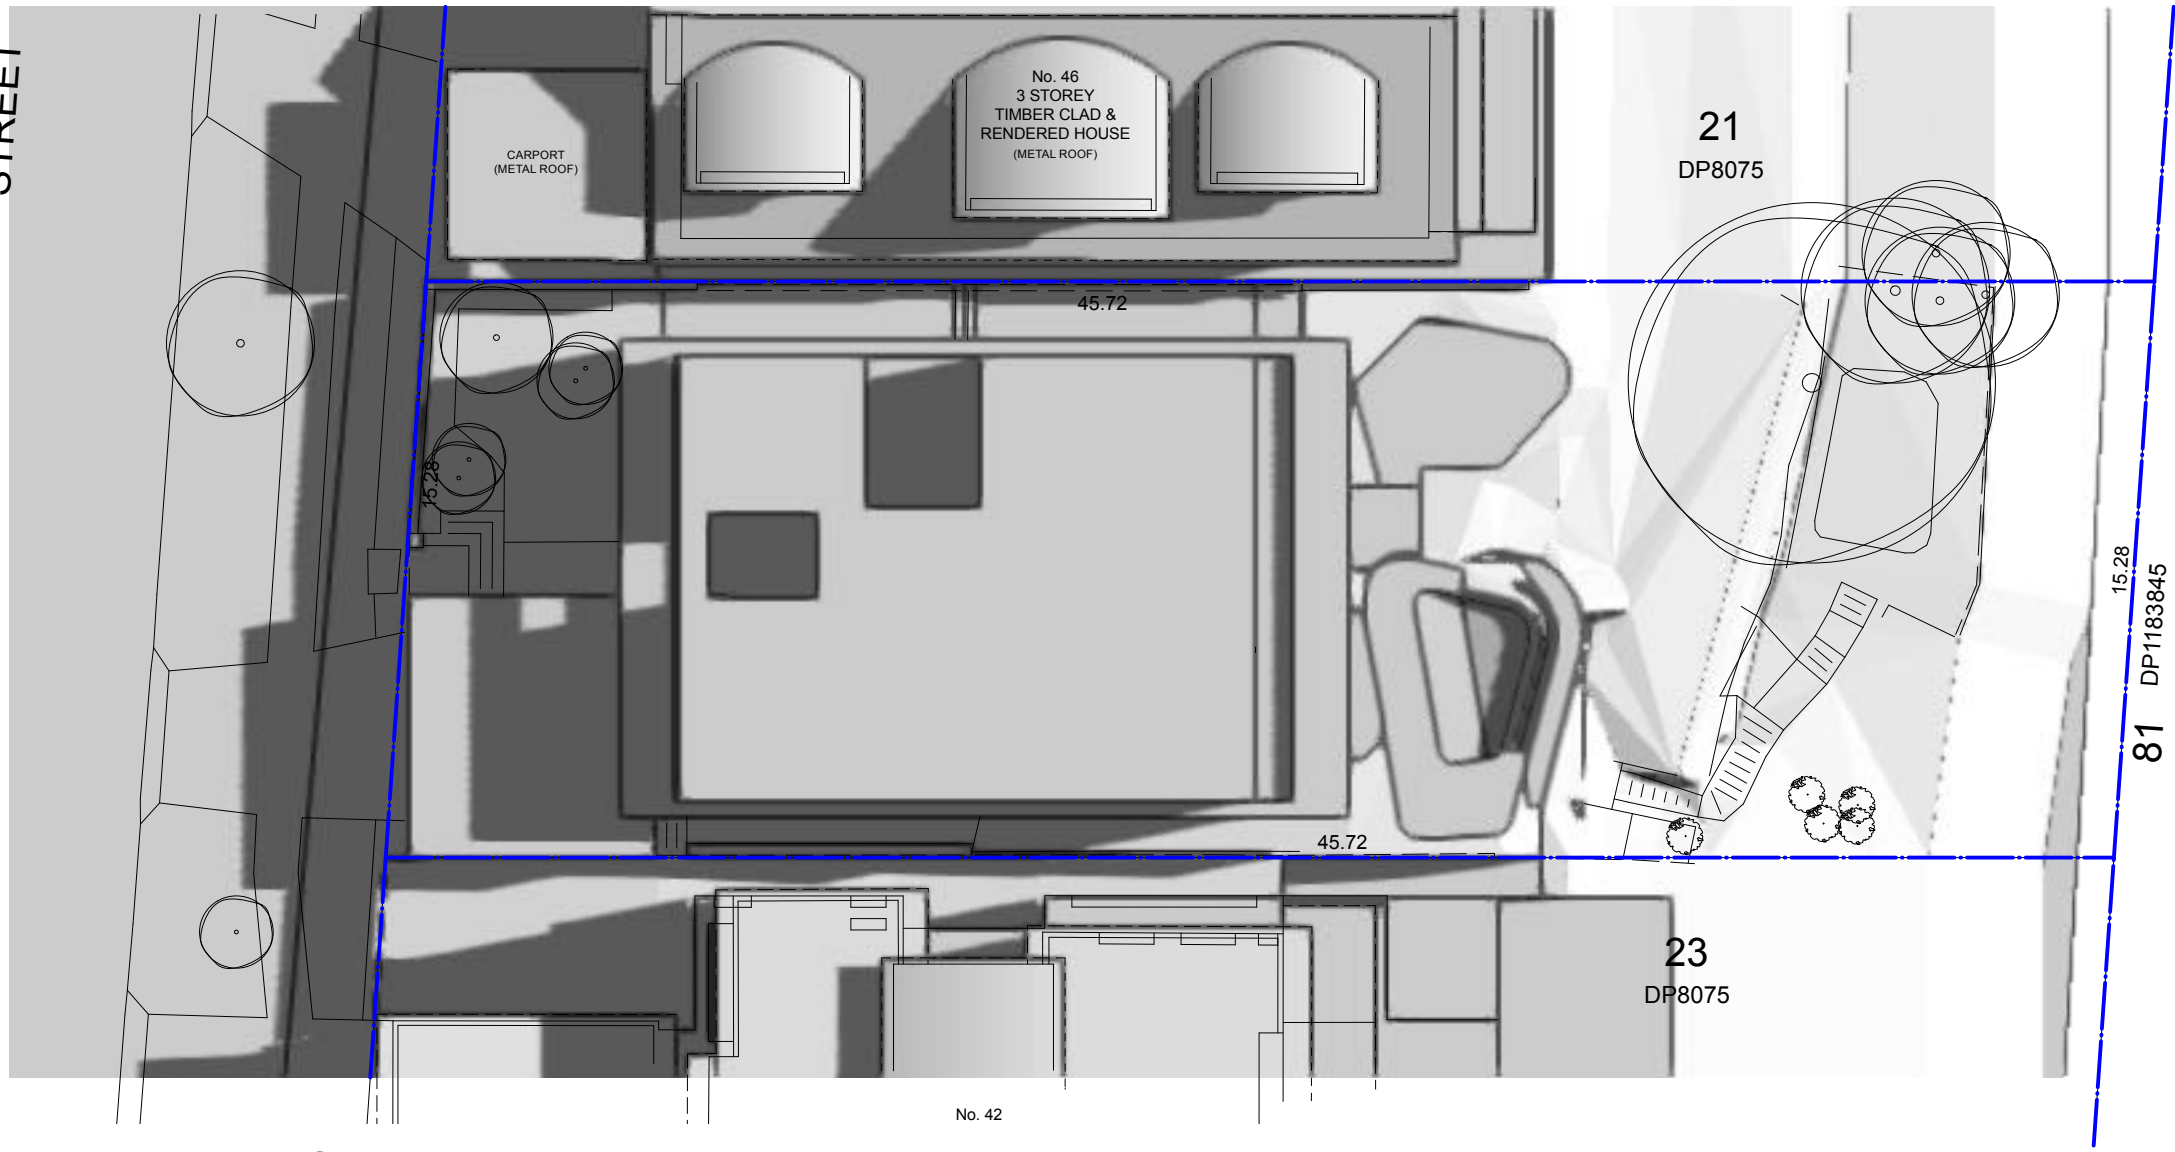 STREET
No. 46
3 STOREY
TIMBER CLAD &
RENDERED HOUSE
(METAL ROOF)
CARPORT
(METAL ROOF)
21
DP8075
45.72
15.28
15.28
DP1183845
81
45.72
23
DP8075
No. 42